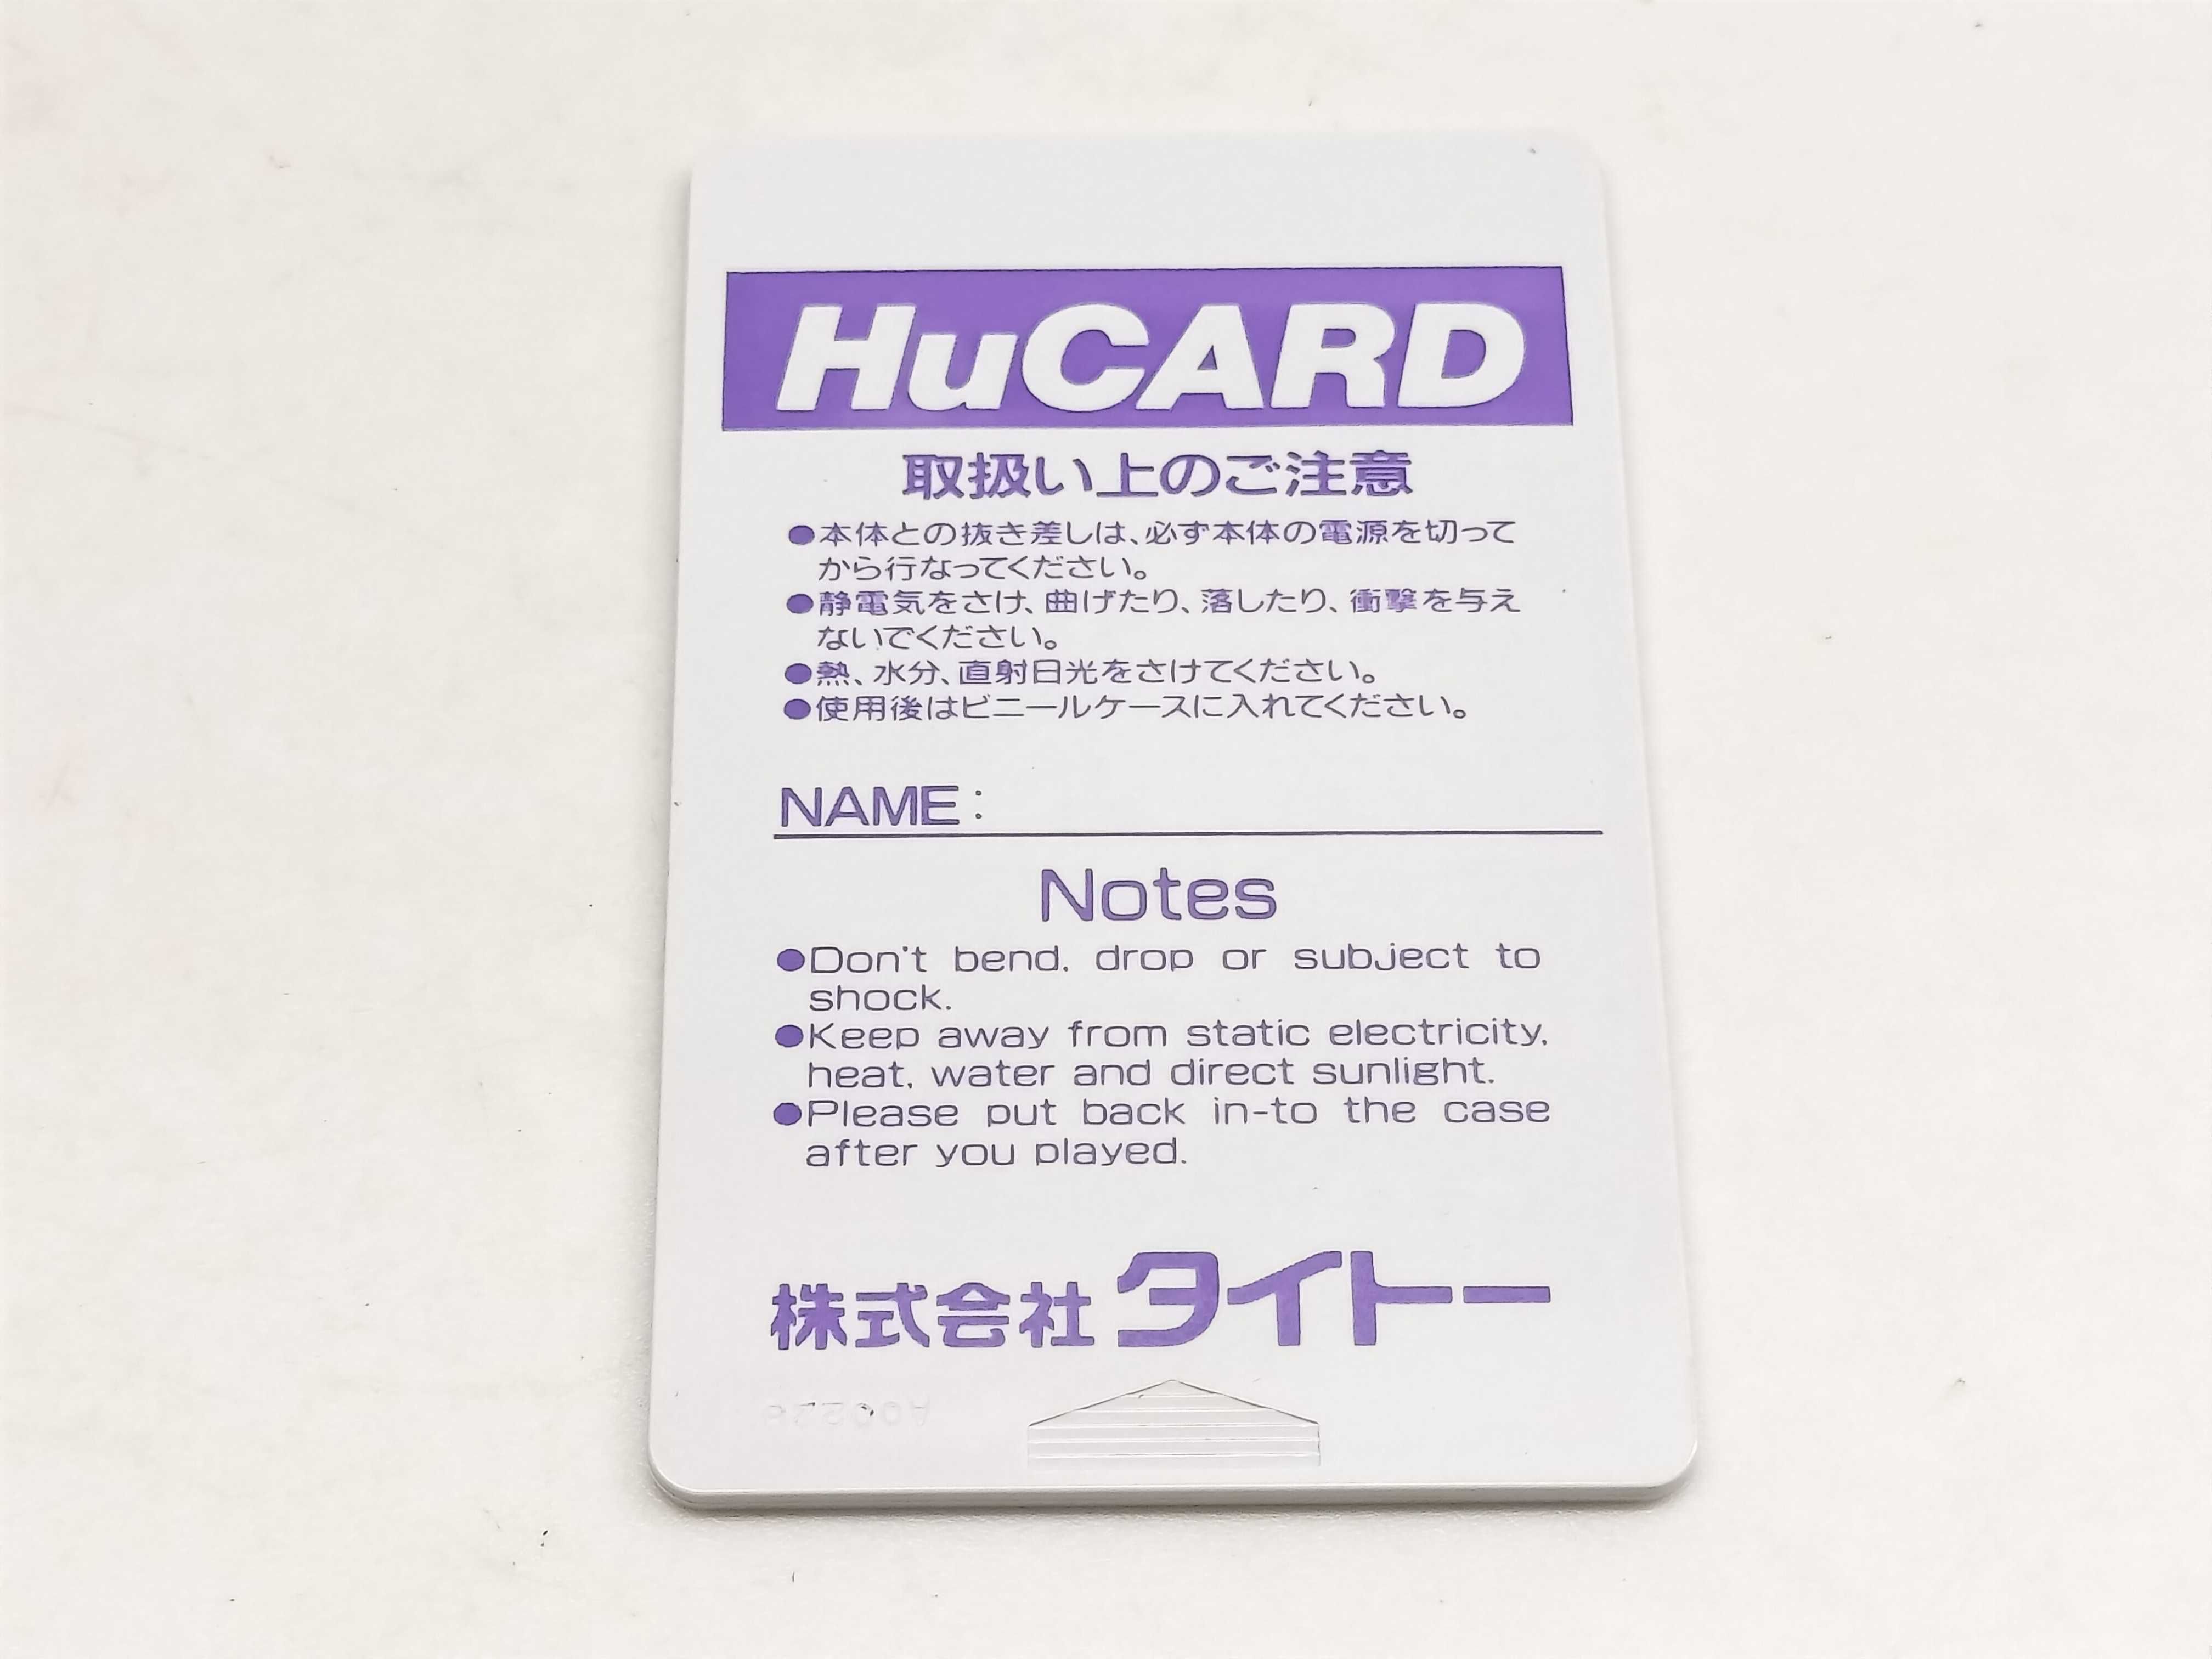 HuCARD
取扱い上のご注意
●本体との抜き差しは、必ず本体の電源を切って
から行なってください。
●静電気をさけ、曲げたり、落したり、衝撃を与え
ないでください。
●熱、水分、直射日光をさけてください。
●使用後はビニールケースに入れてください。
NAME:
Notes
●Don't bend, drop or subject to
shock.
●Keep away from static electricity,
heat, water and direct sunlight.
●Please put back in-to the case
after you played.
株式会社タイトー